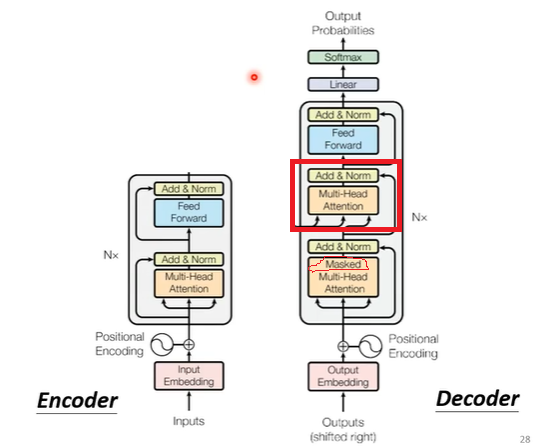 Output
Probabilities
Softmax
Linear
Add & Norm
Feed
Forward
Add & Norm
Multi-Head
Attention
Nx
Add & Norm
Masked
Multi-Head
Attention
Positional
Encoding
Output
Embedding
Outputs
(shifted right)
Decoder
Add & Norm
Feed
Forward
Nx
Add & Norm
Multi-Head
Attention
Positional
Encoding
Input
Embedding
Inputs
Encoder
28